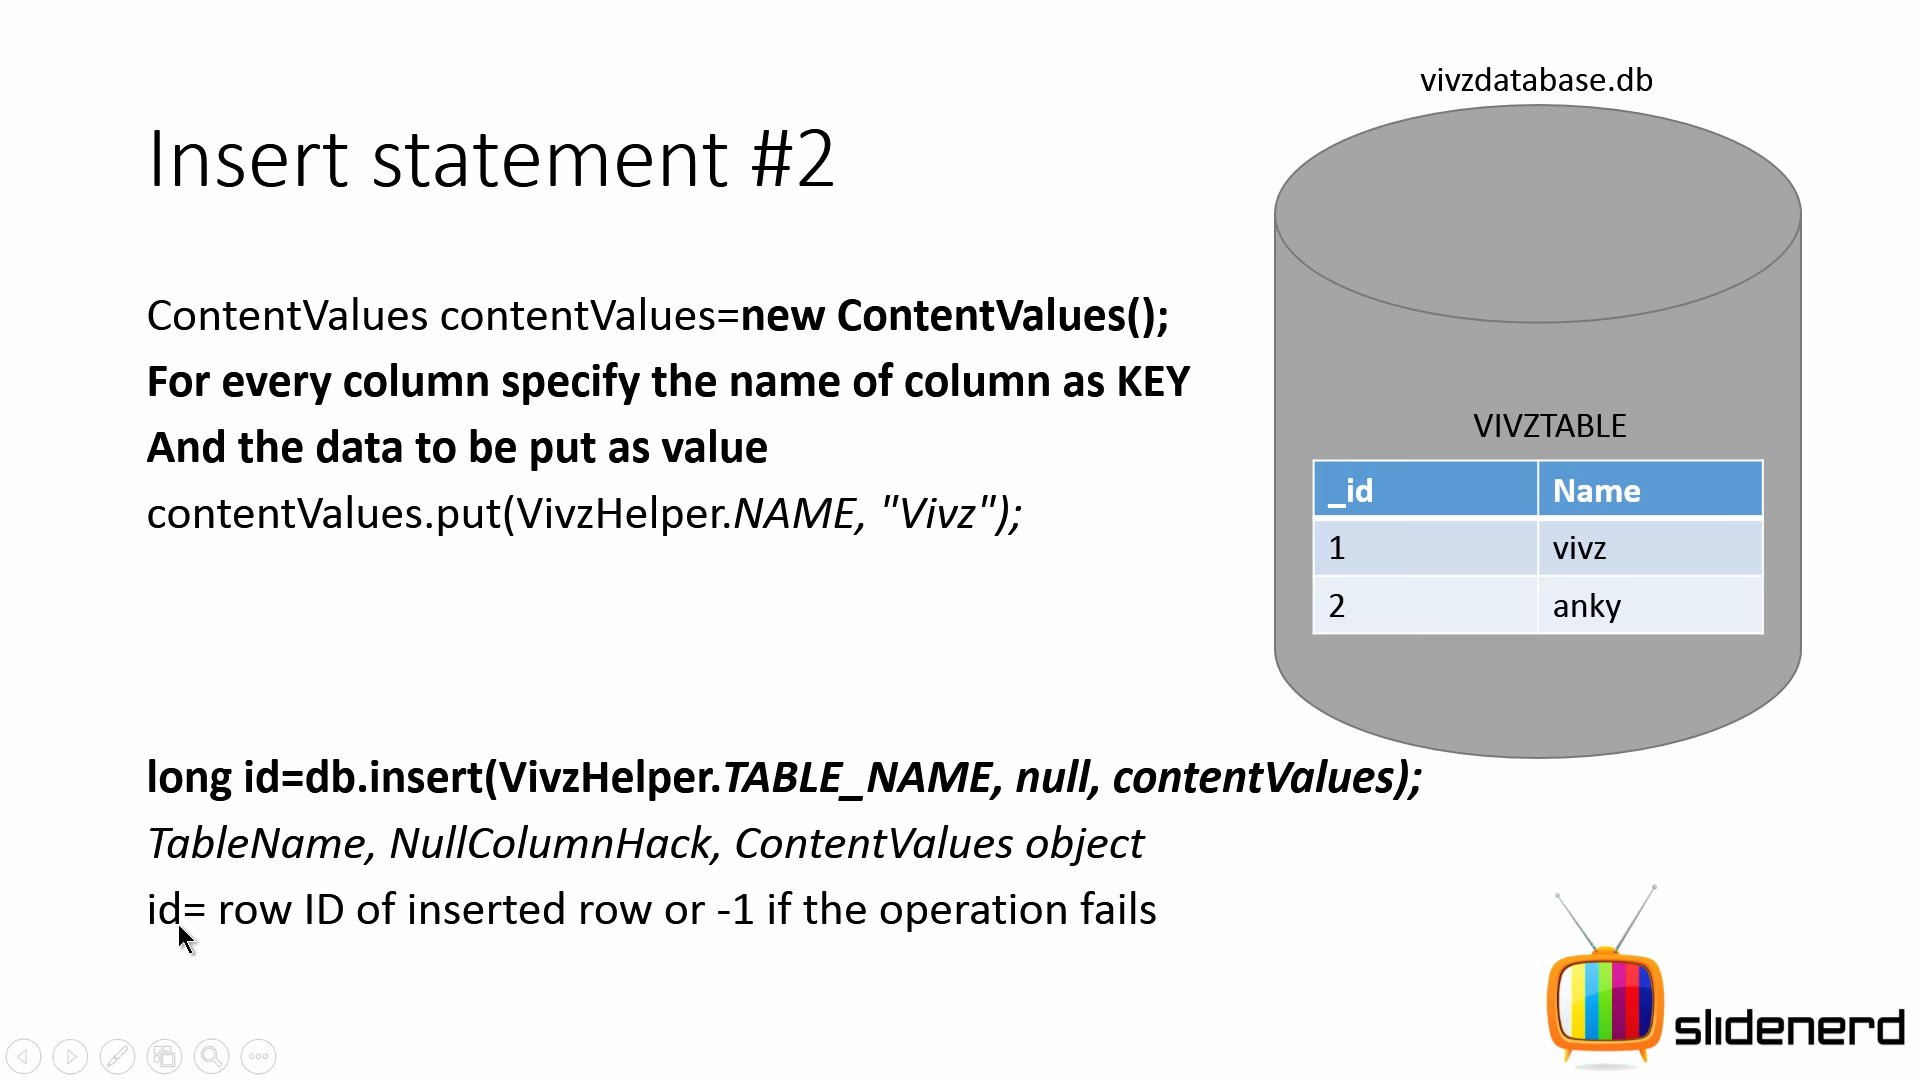 vivzdatabase.db
Insert statement #2
ContentValues contentValues=new ContentValues();
For every column specify the name of column as KEY
And the data to be put as value
contentValues.put(VivzHelper.NAME, "Vivz");
VIVZTABLE
_id Name
1 vivz
2 anky
long id=db.insert(VivzHelper.TABLE_NAME, null, contentValues);
TableName, NullColumnHack, ContentValues object
id= row ID of inserted row or -1 if the operation fails
slidenerd